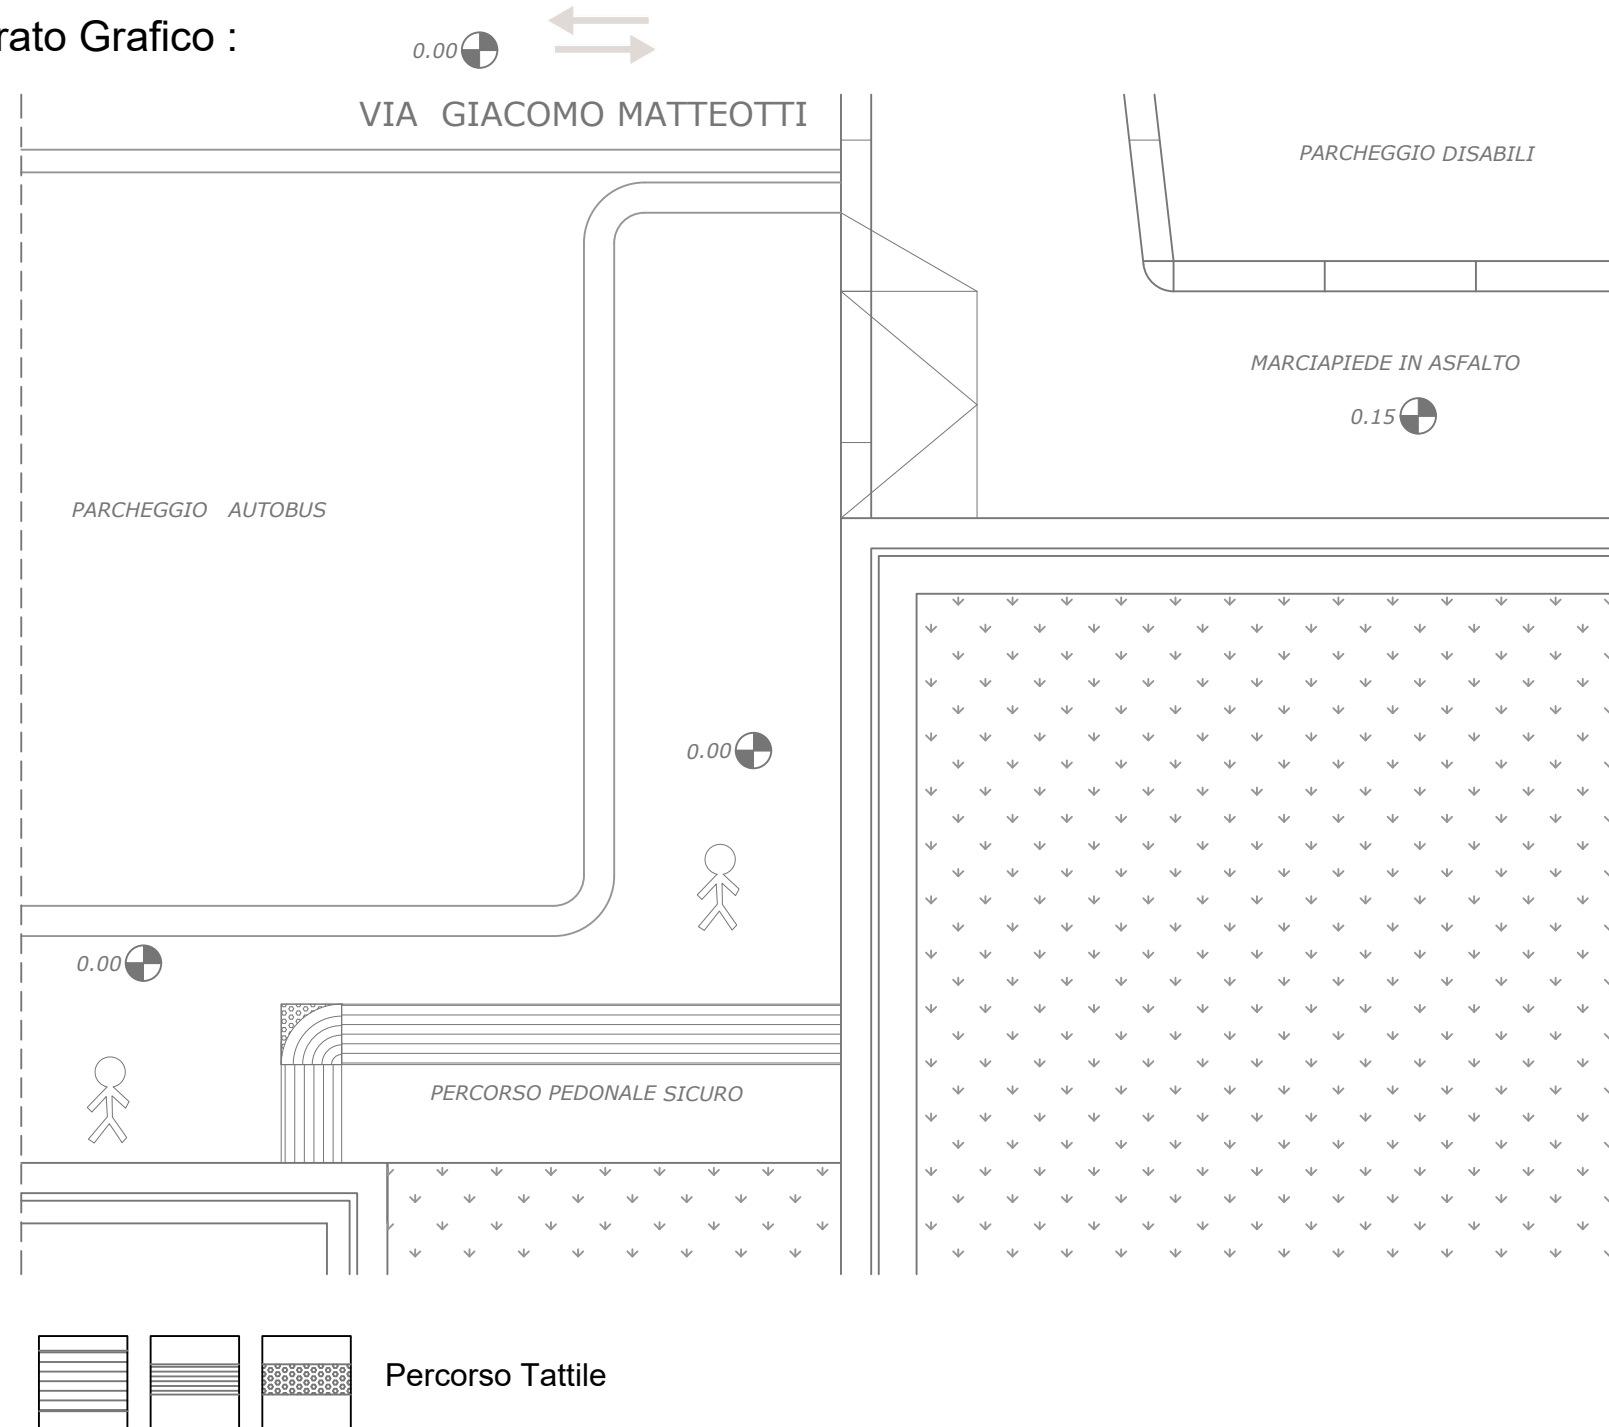 rato Grafico :
0.00
VIA GIACOMO MATTEOTTI
PARCHEGGIO DISABILI
MARCIAPIEDE IN ASFALTO
0.15
PARCHEGGIO AUTOBUS
0.00
0.00
PERCORSO PEDONALE SICURO
Percorso Tattile